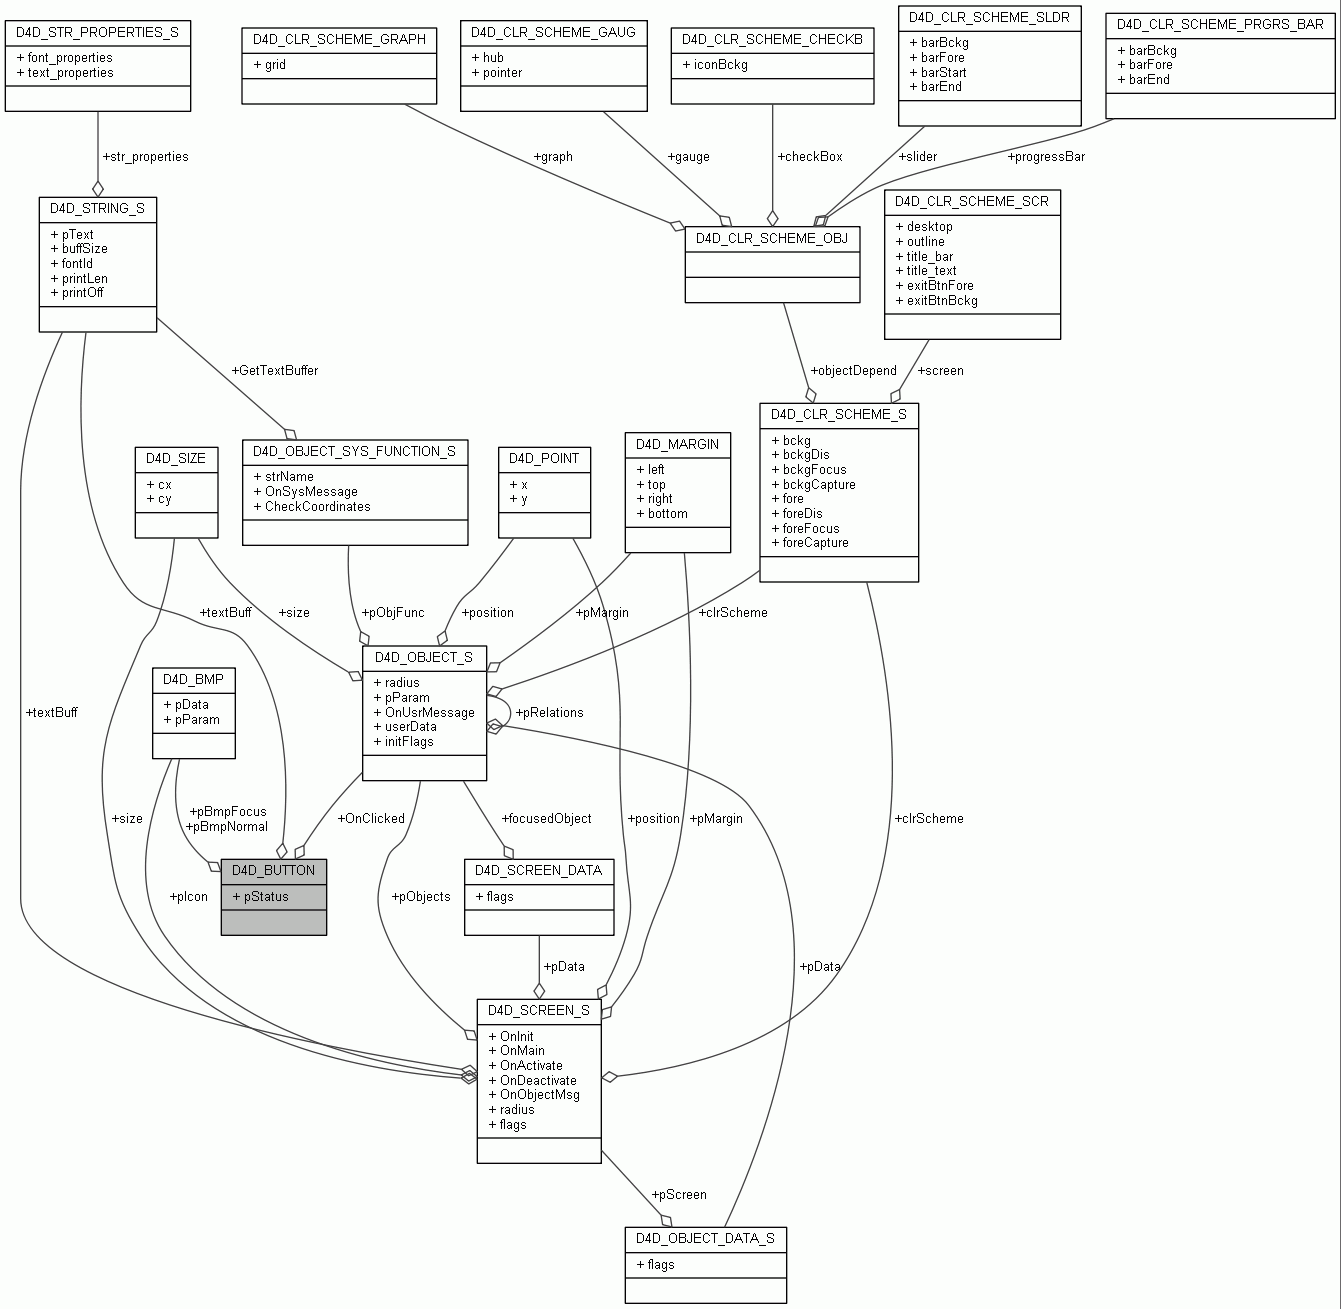 D4D_STR_PROPERTIES_S
+ font_properties
+ text_properties
D4D_CLR_SCHEME_GRAPH
+ grid
D4D_CLR_SCHEME_GAUG
+ hub
+ pointer
D4D_CLR_SCHEME_CHECKB
+ iconBckg
D4D_CLR_SCHEME_SLDR
+ barBckg
+ barFore
+ barStart
+ barEnd
D4D_CLR_SCHEME_PRGRS_BAR
+ barBckg
+ barFore
+ barEnd
+str_properties
+graph
+gauge
+checkBox
+slider
+progressBar
D4D_STRING_S
+ pText
+ buffSize
+ fontId
+ printLen
+ printOff
D4D_CLR_SCHEME_OBJ
D4D_CLR_SCHEME_SCR
+ desktop
+ outline
+ title_bar
+ title_text
+ exitBtnFore
+ exitBtnBckg
+GetTextBuffer
+objectDepend
+screen
D4D_SIZE
+ cx
+ cy
D4D_OBJECT_SYS_FUNCTION_S
+ strName
+ OnSysMessage
+ CheckCoordinates
D4D_POINT
+ x
+ y
D4D_MARGIN
+ left
+ top
+ right
+ bottom
D4D_CLR_SCHEME_S
+ bckg
+ bckgDis
+ bckgFocus
+ bckgCapture
+ fore
+ foreDis
+ foreFocus
+ foreCapture
+textBuff
+size
+pObjFunc
+position
+pMargin
+clrScheme
D4D_BMP
+ pData
+ pParam
D4D_OBJECT_S
+ radius
+ pParam
+ OnUsrMessage
+ userData
+ initFlags
+pRelations
+textBuff
+size
+pBmpFocus
+pBmpNormal
+OnClicked
+focusedObject
+position
+pMargin
+clrScheme
D4D_BUTTON
+ pStatus
D4D_SCREEN_DATA
+ flags
+pIcon
+pObjects
+pData
+pData
D4D_SCREEN_S
+ OnInit
+ OnMain
+ OnActivate
+ OnDeactivate
+ OnObjectMsg
+ radius
+ flags
+pScreen
D4D_OBJECT_DATA_S
+ flags